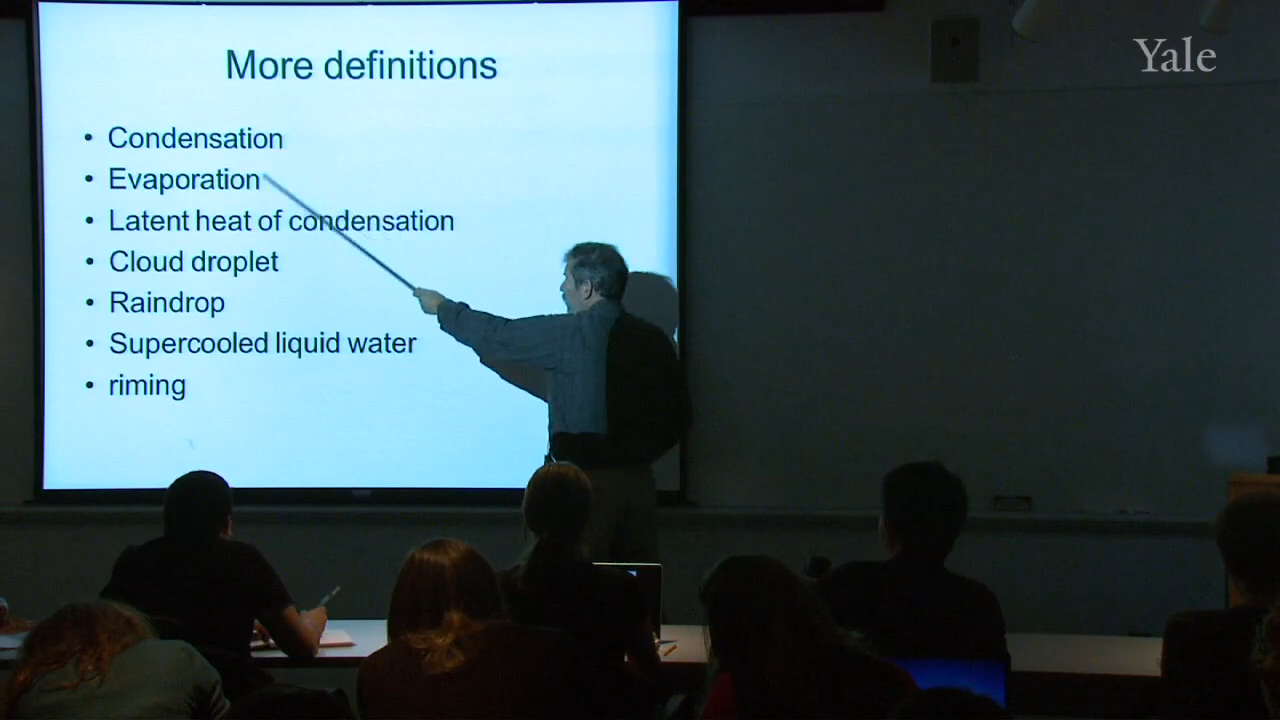 More definitions
• Condensation
• Evaporation
• Latent heat of condensation
• Cloud droplet
• Raindrop
• Supercooled liquid water
• riming
Yale